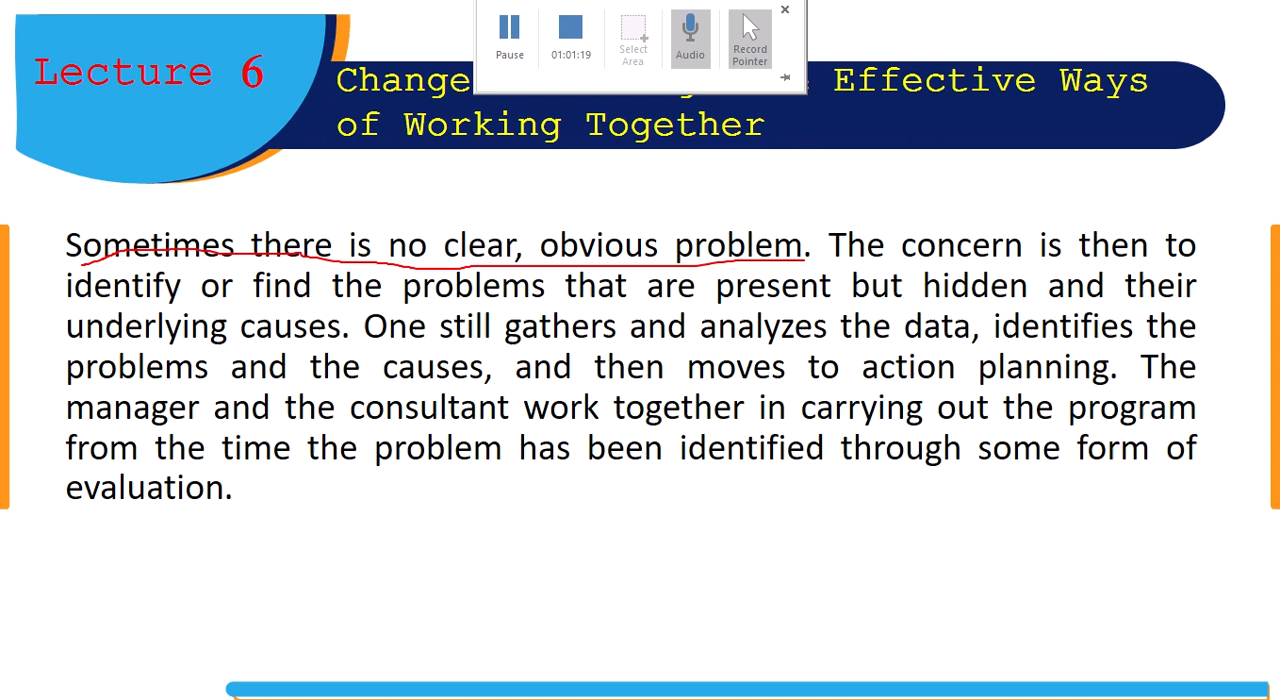 Pause
01:01:19
Select
Area
Audio
Record
Pointer
Lecture 6
Change Effective Ways
of Working Together
Sometimes there is no clear, obvious problem. The concern is then to
identify or find the problems that are present but hidden and their
underlying causes. One still gathers and analyzes the data, identifies the
problems and the causes, and then moves to action planning. The
manager and the consultant work together in carrying out the program
from the time the problem has been identified through some form of
evaluation.